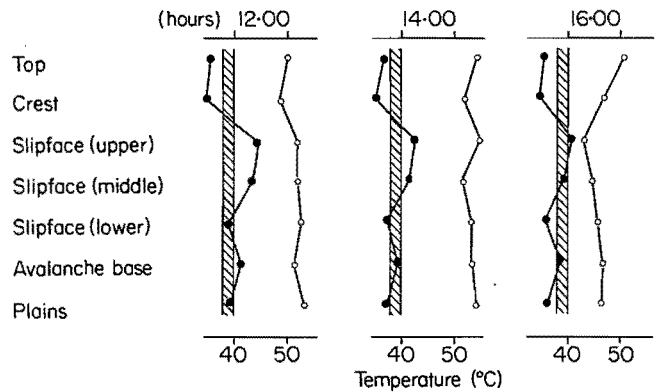 (hours) 12·00 14·00 16·00
Top
Crest
Slipface (upper)
Slipface (middle)
Slipface (lower)
Avalanche base
Plains
40 50 40 50 40 50
Temperature (°C)